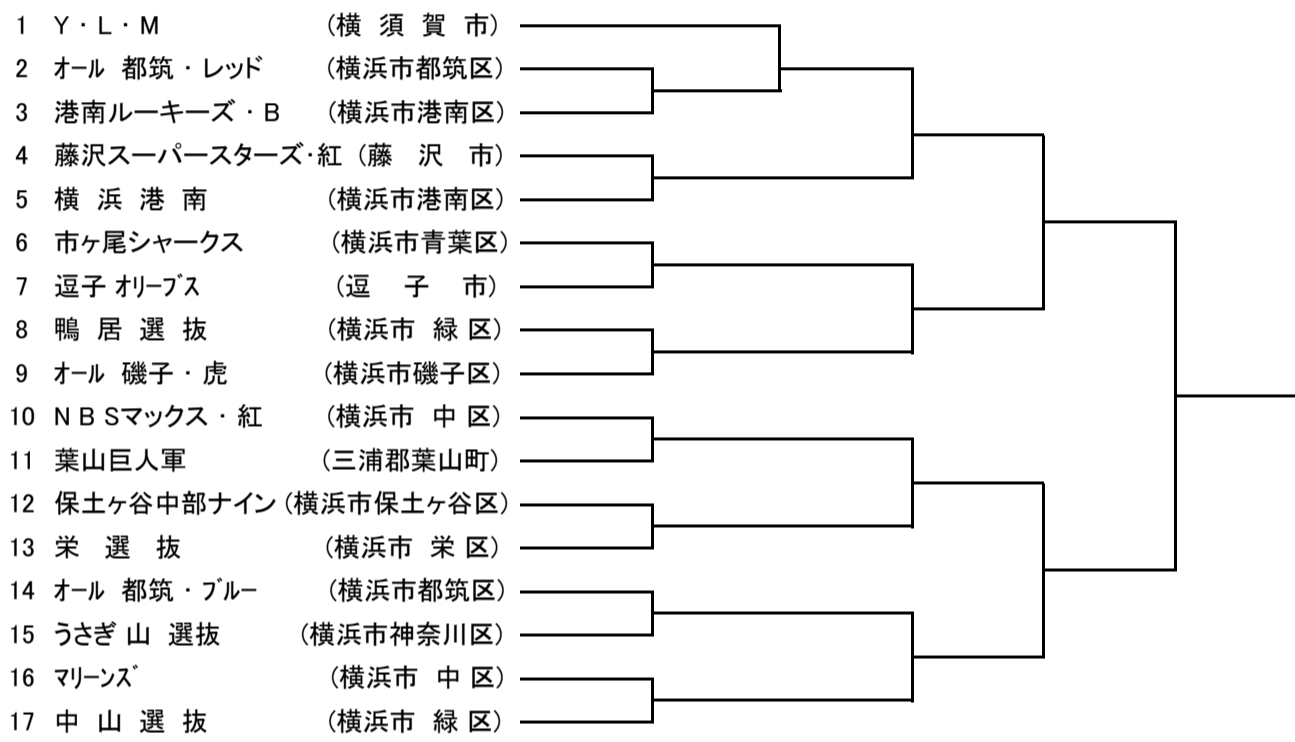 1 Y・L・M (横 須 賀 市)
2 オール 都筑・レッド (横浜市都筑区)
3 港南ルーキーズ・B (横浜市港南区)
4 藤沢スーパースターズ・紅 (藤 沢 市)
5 横 浜 港 南 (横浜市港南区)
6 市ヶ尾シャークス (横浜市青葉区)
7 逗子 オリーブス (逗 子 市)
8 鴨 居 選 抜 (横浜市 緑 区)
9 オール 磯子・虎 (横浜市磯子区)
10 N B Sマックス・紅 (横浜市 中 区)
11 葉山巨人軍 (三浦郡葉山町)
12 保土ヶ谷中部ナイン (横浜市保土ヶ谷区)
13 栄 選 抜 (横浜市 栄 区)
14 オール 都筑・ブルー (横浜市都筑区)
15 うさぎ 山 選抜 (横浜市神奈川区)
16 マリーンズ (横浜市 中 区)
17 中 山 選 抜 (横浜市 緑 区)